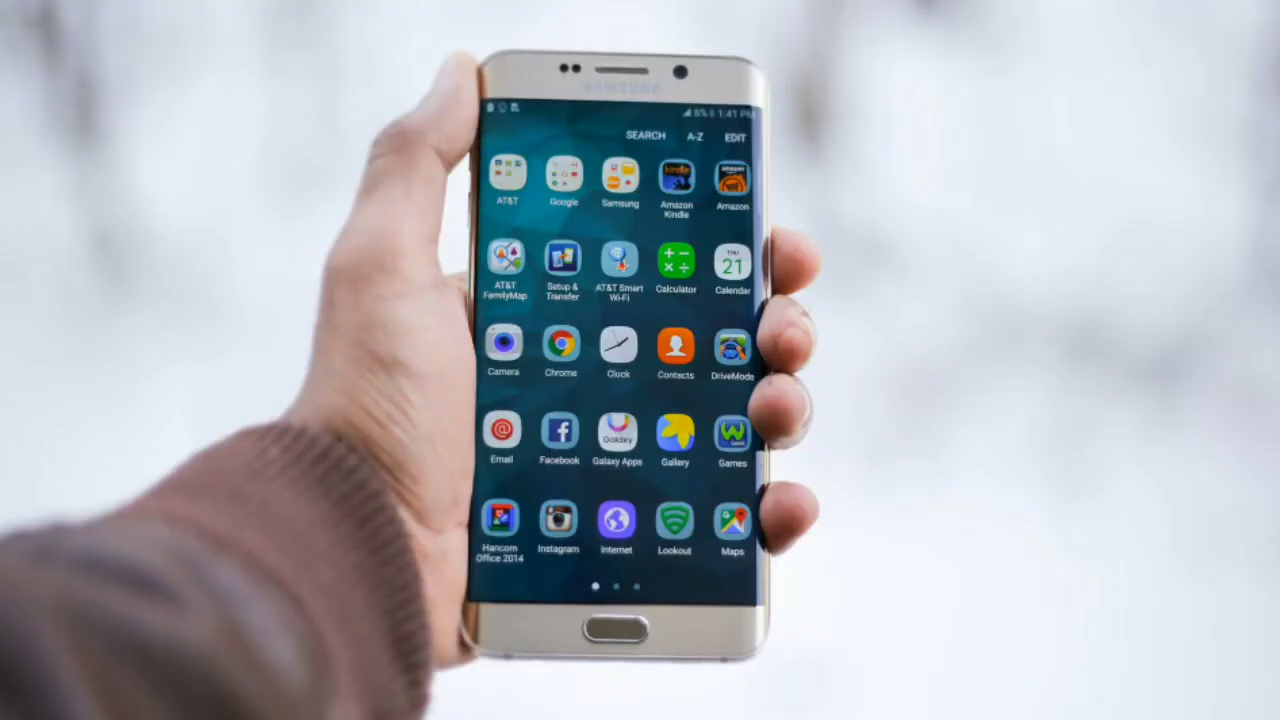 SAMSUNG
1:41 PM
SEARCH A-Z EDIT
kindle amazon
AT&T Google Samsung Amazon Kindle Amazon
THU
21
AT&T FamilyMap Setup & Transfer AT&T Smart Wi-Fi Calculator Calendar
Camera Chrome Clock Contacts DriveMode
Galaxy
Email Facebook Galaxy Apps Gallery Games
Hancom Office 2014 Instagram Internet Lookout Maps